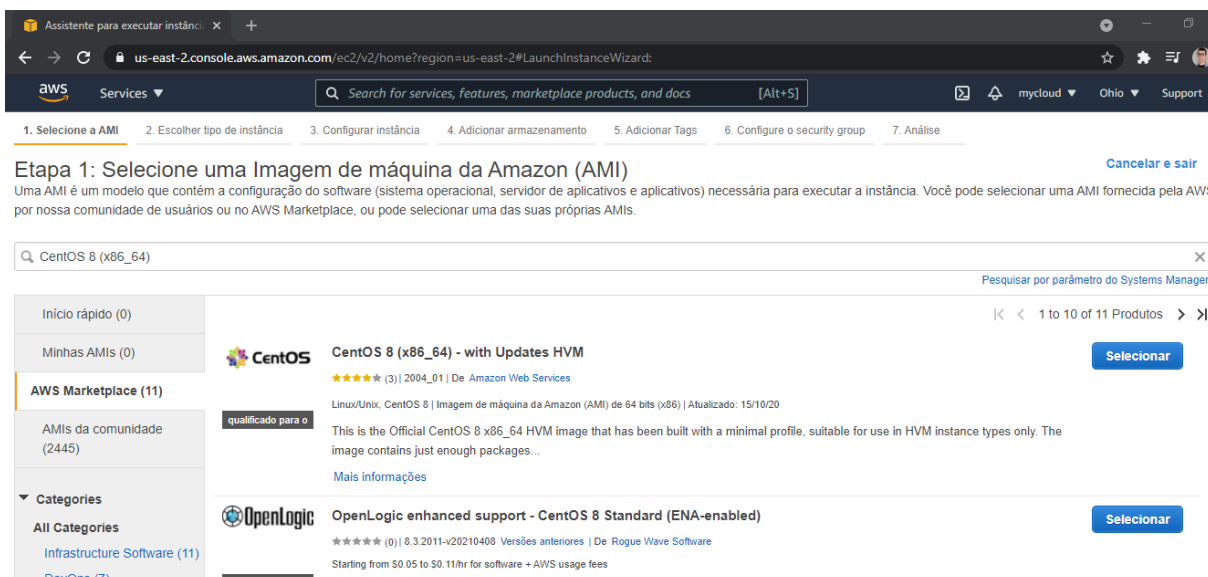 Assistente para executar instânci
us-east-2.console.aws.amazon.com/ec2/v2/home?region=us-east-2#LaunchInstanceWizard:
aws Services Search for services, features, marketplace products, and docs [Alt+S] mycloud Ohio Support
1. Selecione a AMI 2. Escolher tipo de instância 3. Configurar instância 4. Adicionar armazenamento 5. Adicionar Tags 6. Configure o security group 7. Análise
Etapa 1: Selecione uma Imagem de máquina da Amazon (AMI) Cancelar e sair
Uma AMI é um modelo que contém a configuração do software (sistema operacional, servidor de aplicativos e aplicativos) necessária para executar a instância. Você pode selecionar uma AMI fornecida pela AWS
por nossa comunidade de usuários ou no AWS Marketplace, ou pode selecionar uma das suas próprias AMIs.
CentOS 8 (x86_64)
Pesquisar por parâmetro do Systems Manager
Início rápido (0)
Minhas AMIs (0)
AWS Marketplace (11)
AMIs da comunidade
(2445)
Categories
All Categories
Infrastructure Software (11)
DevOps (7)
1 to 10 of 11 Produtos
CentOS
qualificado para o
CentOS 8 (x86_64) - with Updates HVM Selecionar
(3) | 2004_01 | De Amazon Web Services
Linux/Unix, CentOS 8 | Imagem de máquina da Amazon (AMI) de 64 bits (x86) | Atualizado: 15/10/20
This is the Official CentOS 8 x86_64 HVM image that has been built with a minimal profile, suitable for use in HVM instance types only. The
image contains just enough packages...
Mais informações
OpenLogic
OpenLogic enhanced support - CentOS 8 Standard (ENA-enabled) Selecionar
(0) | 8.3.2011-v20210408 Versões anteriores | De Rogue Wave Software
Starting from $0.05 to $0.11/hr for software + AWS usage fees